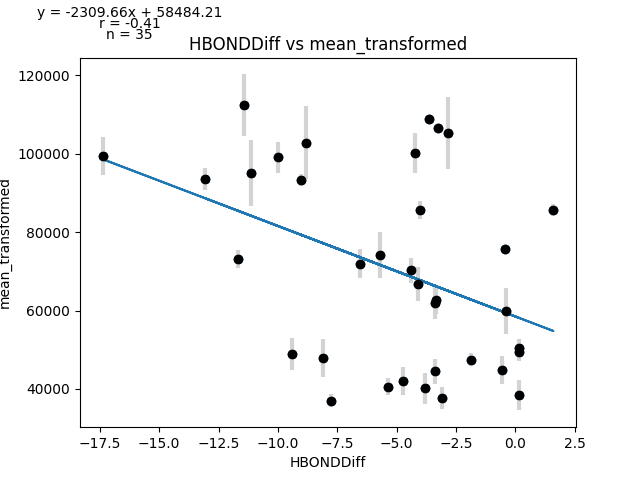 y = -2309.66x + 58484.21
r = -0.41
n = 35
HBONDDiff vs mean_transformed
120000
100000
80000
60000
40000
mean_transformed
−17.5 −15.0 −12.5 −10.0 −7.5 −5.0 −2.5 0.0 2.5
HBONDDiff